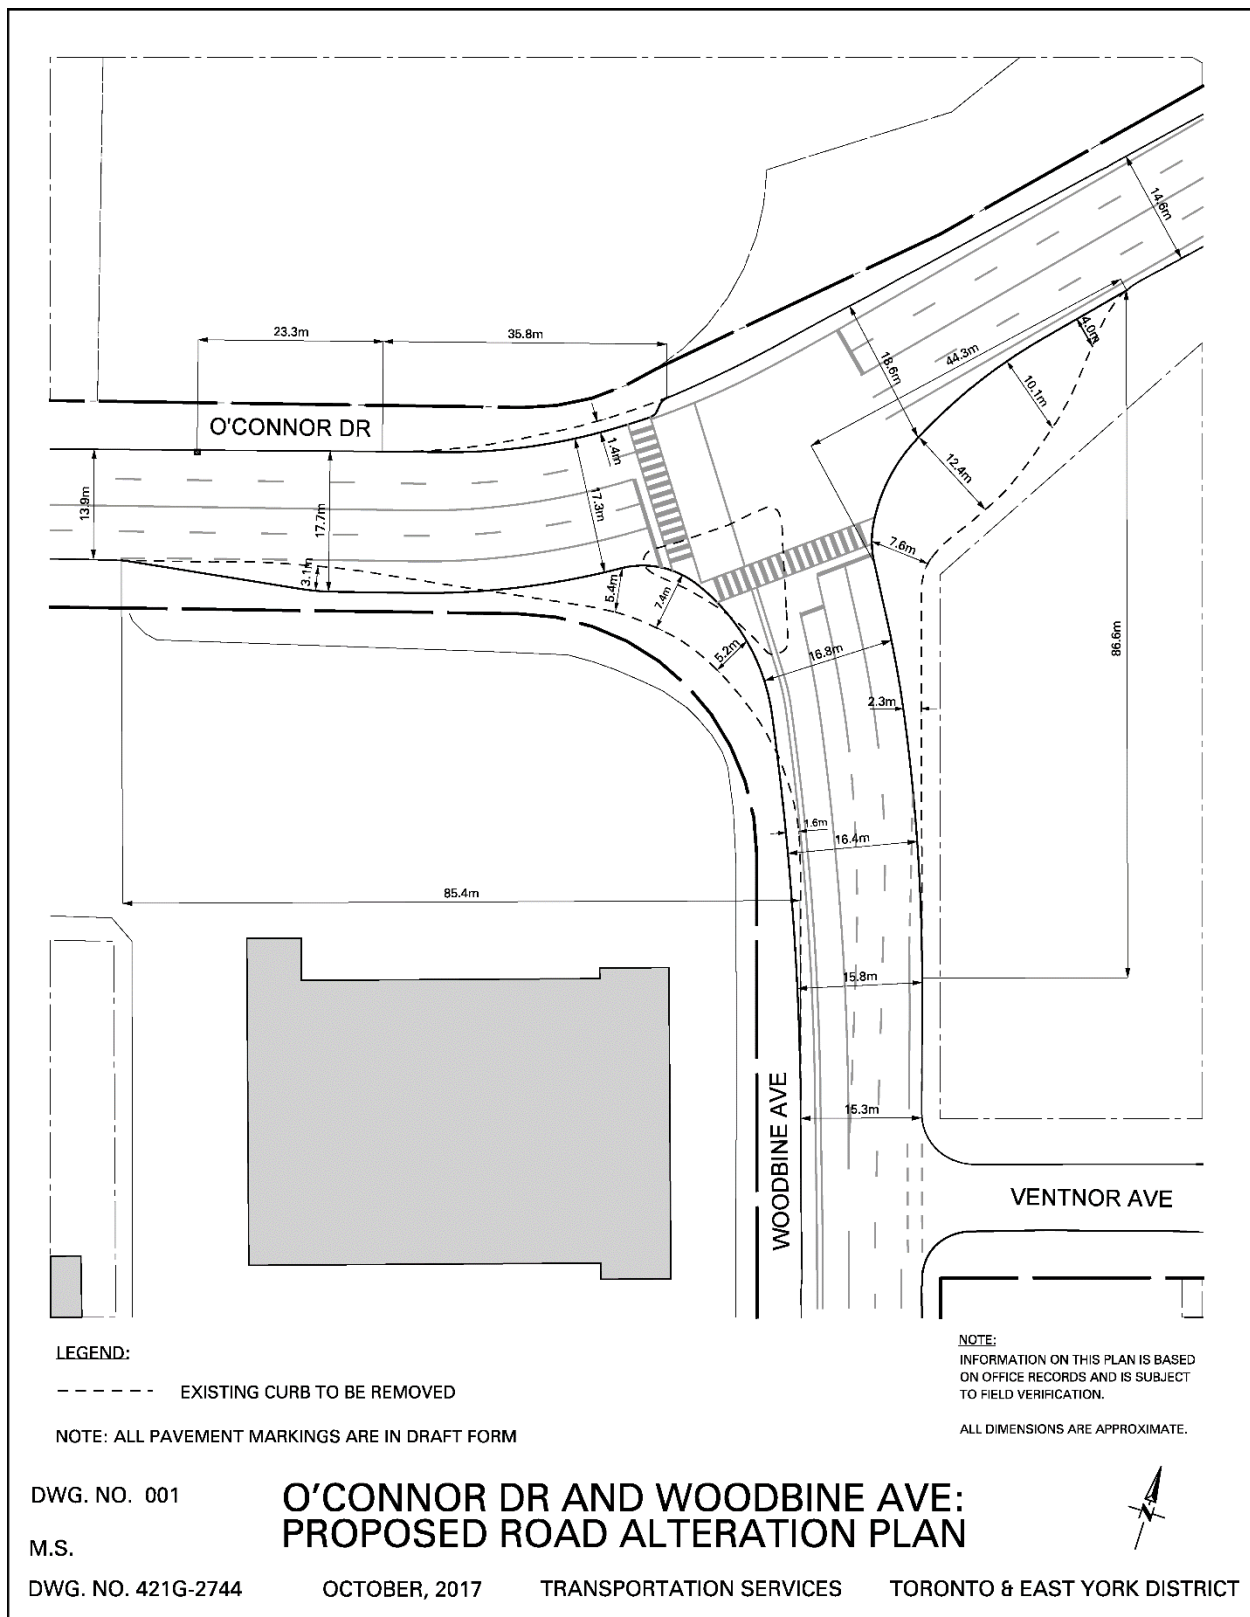 14.6m
23.3m
35.8m
4.0m
18.6m
44.3m
10.1m
O'CONNOR DR
1.4m
12.4m
13.9m
17.7m
17.3m
7.6m
3.1m
5.4m
7.4m
5.2m
16.8m
86.6m
2.3m
1.6m
16.4m
85.4m
15.8m
15.3m
WOODBINE AVE
VENTNOR AVE
LEGEND:
EXISTING CURB TO BE REMOVED
NOTE: ALL PAVEMENT MARKINGS ARE IN DRAFT FORM
NOTE:
INFORMATION ON THIS PLAN IS BASED
ON OFFICE RECORDS AND IS SUBJECT
TO FIELD VERIFICATION.
ALL DIMENSIONS ARE APPROXIMATE.
DWG. NO. 001
O'CONNOR DR AND WOODBINE AVE:
PROPOSED ROAD ALTERATION PLAN
N
M.S.
DWG. NO. 421G-2744 OCTOBER, 2017 TRANSPORTATION SERVICES TORONTO & EAST YORK DISTRICT